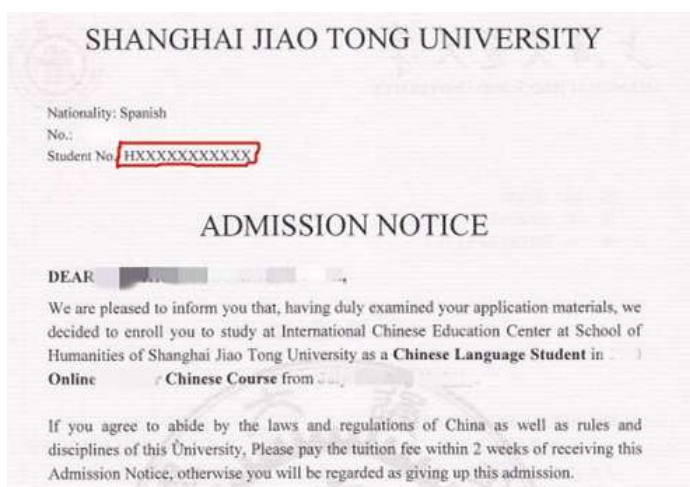 SHANGHAI JIAO TONG UNIVERSITY
Nationality: Spanish
No.:
Student No. HXXXXXXXXXXX
ADMISSION NOTICE
DEAR
We are pleased to inform you that, having duly examined your application materials, we
decided to enroll you to study at International Chinese Education Center at School of
Humanities of Shanghai Jiao Tong University as a Chinese Language Student in
Online Chinese Course from
If you agree to abide by the laws and regulations of China as well as rules and
disciplines of this Ùniversity, Please pay the tuition fee within 2 weeks of receiving this
Admission Notice, otherwise you will be regarded as giving up this admission.